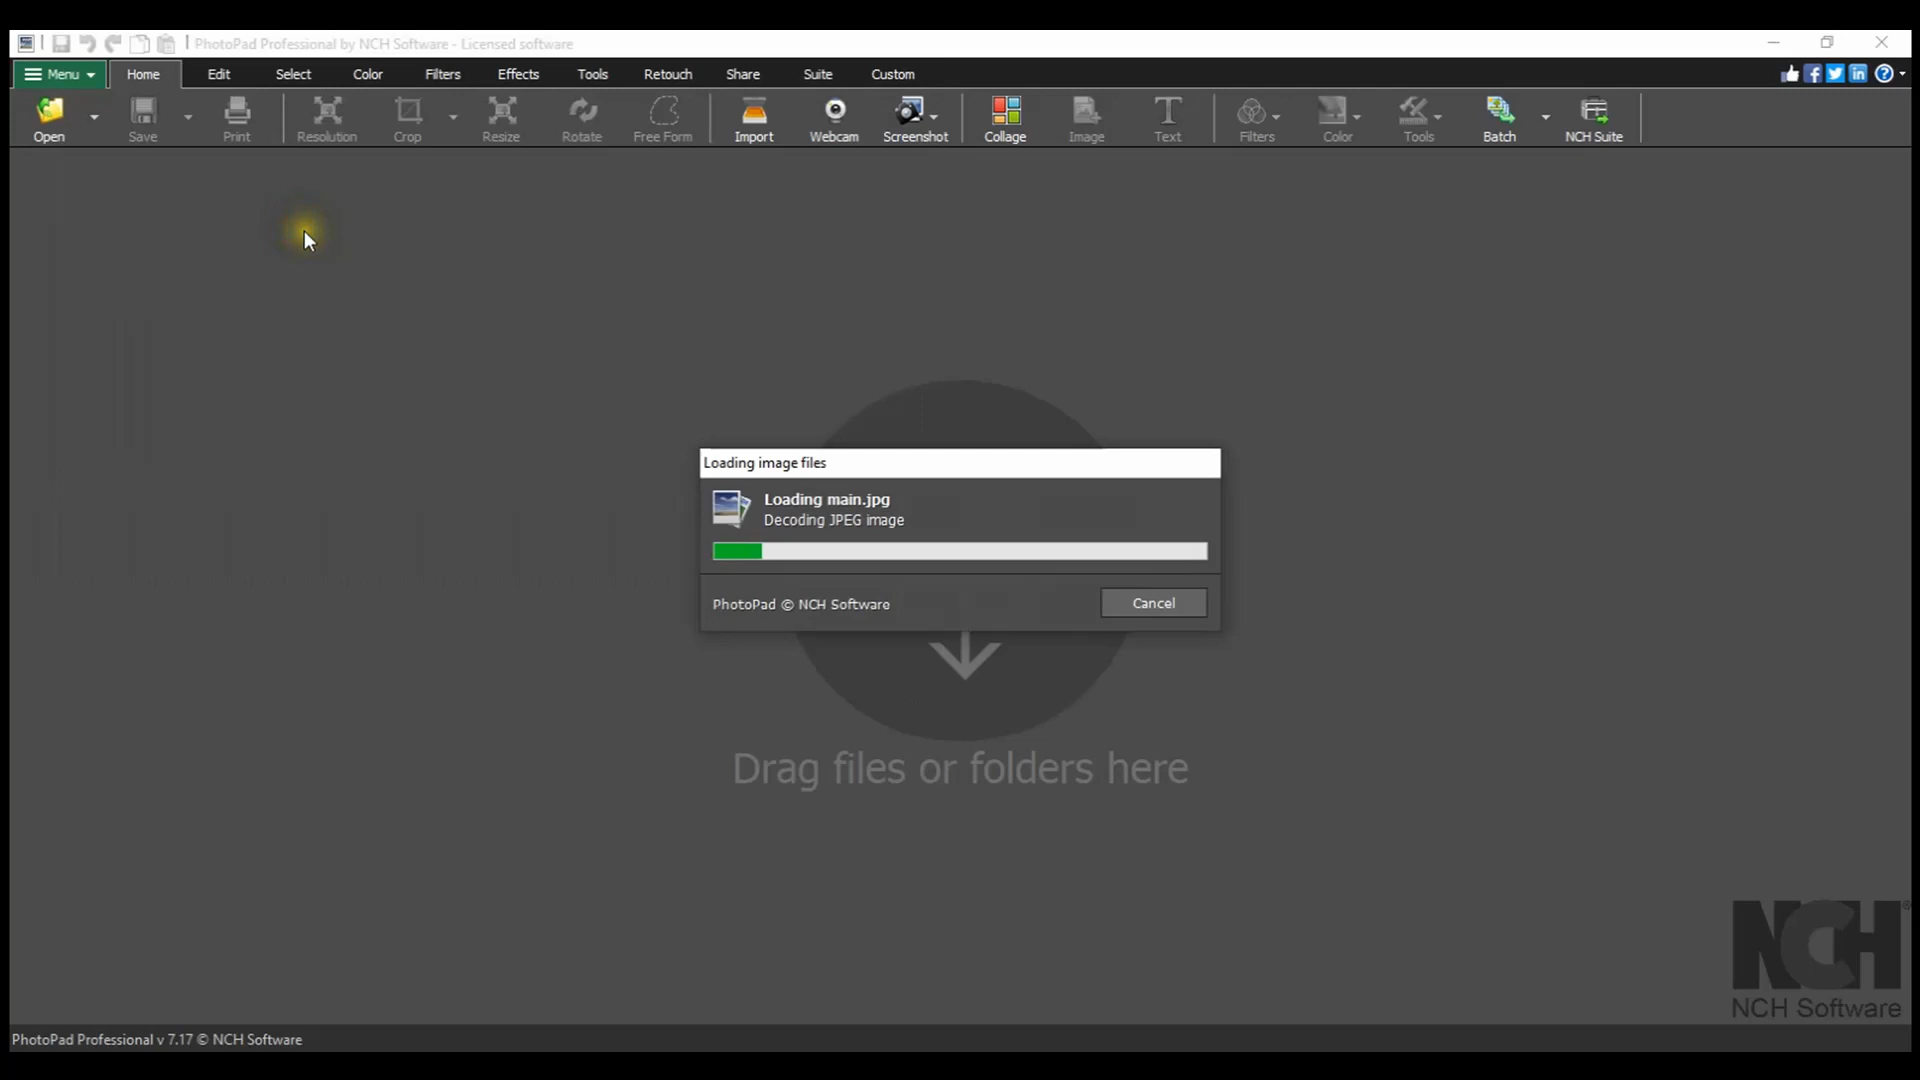 PhotoPad Professional by NCH Software - Licensed software
Menu Home Edit Select Color Filters Effects Tools Retouch Share Suite Custom
Open Save Print Resolution Crop Resize Rotate Free Form Import Webcam Screenshot Collage Image Text Filters Color Tools Batch NCH Suite
Loading image files
Loading main.jpg
Decoding JPEG image
PhotoPad © NCH Software
Cancel
Drag files or folders here
NCH®
NCH Software
PhotoPad Professional v 7.17 © NCH Software